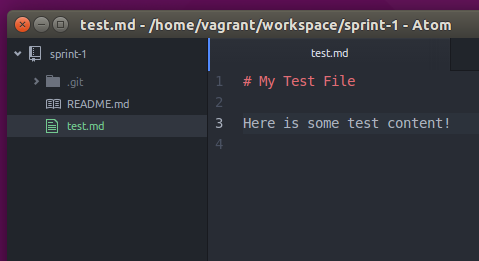 test.md - /home/vagrant/workspace/sprint-1 - Atom
sprint-1
.git
README.md
test.md
test.md
1 # My Test File
2
3 Here is some test content!
4